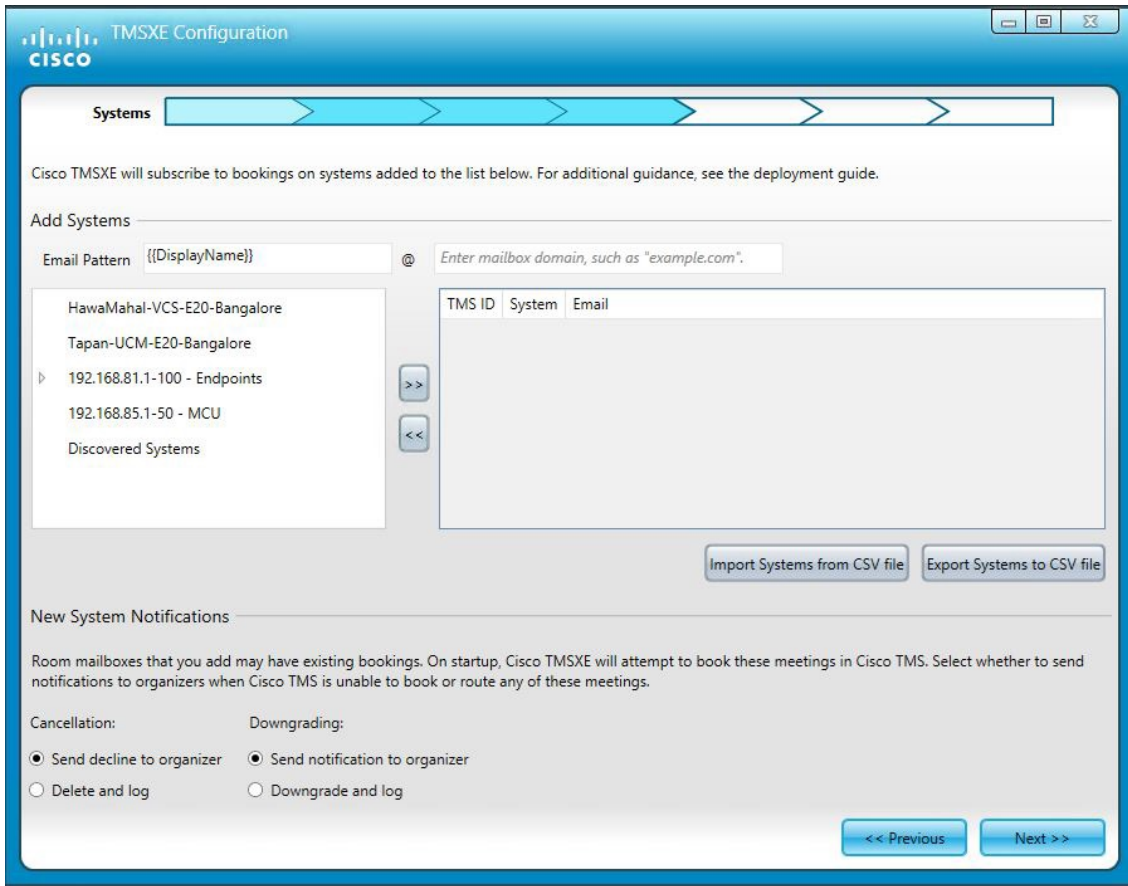 TMSXE Configuration
CISCO
Systems
Cisco TMSXE will subscribe to bookings on systems added to the list below. For additional guidance, see the deployment guide.
Add Systems
Email Pattern {{DisplayName}} @ Enter mailbox domain, such as "example.com".
HawaMahal-VCS-E20-Bangalore
Tapan-UCM-E20-Bangalore
192.168.81.1-100 - Endpoints
192.168.85.1-50 - MCU
Discovered Systems
>>
<<
TMS ID System Email
Import Systems from CSV file Export Systems to CSV file
New System Notifications
Room mailboxes that you add may have existing bookings. On startup, Cisco TMSXE will attempt to book these meetings in Cisco TMS. Select whether to send
notifications to organizers when Cisco TMS is unable to book or route any of these meetings.
Cancellation: Downgrading:
Send decline to organizer Send notification to organizer
Delete and log Downgrade and log
<< Previous Next >>